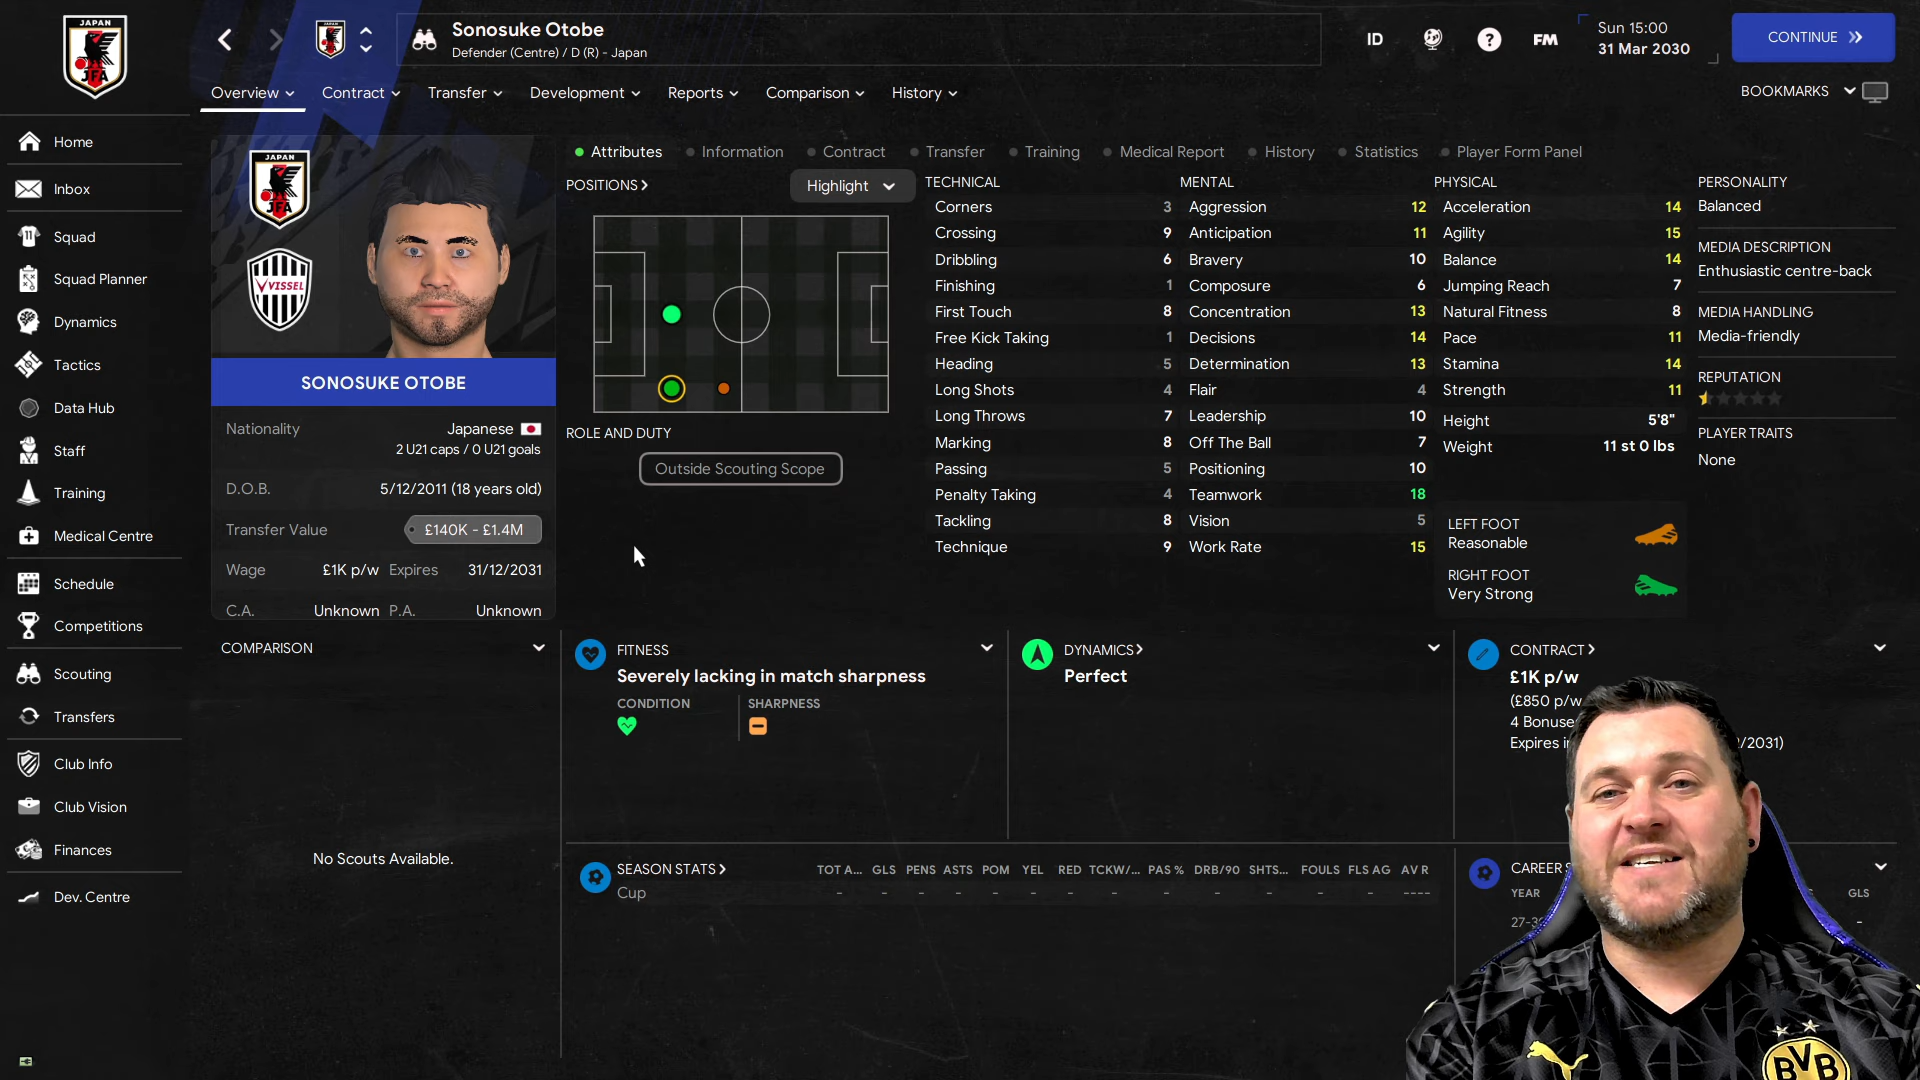 JAPAN
JFA
Sonosuke Otobe
Defender (Centre) / D (R) - Japan
ID
?
FM
Sun 15:00
31 Mar 2030
CONTINUE
Overview
Contract
Transfer
Development
Reports
Comparison
History
BOOKMARKS
Home
Inbox
Squad
Squad Planner
Dynamics
Tactics
Data Hub
Staff
Training
Medical Centre
Schedule
Competitions
Scouting
Transfers
Club Info
Club Vision
Finances
Dev. Centre
JAPAN
JFA
VISSEL
SONOSUKE OTOBE
Nationality Japanese
2 U21 caps / 0 U21 goals
D.O.B. 5/12/2011 (18 years old)
Transfer Value £140K - £1.4M
Wage £1K p/w Expires 31/12/2031
C.A. Unknown P.A. Unknown
Attributes
Information
Contract
Transfer
Training
Medical Report
History
Statistics
Player Form Panel
POSITIONS
Highlight
ROLE AND DUTY
Outside Scouting Scope
TECHNICAL
Corners 3
Crossing 9
Dribbling 6
Finishing 1
First Touch 8
Free Kick Taking 1
Heading 5
Long Shots 4
Long Throws 7
Marking 8
Passing 5
Penalty Taking 4
Tackling 8
Technique 9
MENTAL
Aggression 12
Anticipation 11
Bravery 10
Composure 6
Concentration 13
Decisions 14
Determination 13
Flair 4
Leadership 10
Off The Ball 7
Positioning 10
Teamwork 18
Vision 5
Work Rate 15
PHYSICAL
Acceleration 14
Agility 15
Balance 14
Jumping Reach 7
Natural Fitness 8
Pace 11
Stamina 14
Strength 11
Height 5'8"
Weight 11 st 0 lbs
LEFT FOOT
Reasonable
RIGHT FOOT
Very Strong
PERSONALITY
Balanced
MEDIA DESCRIPTION
Enthusiastic centre-back
MEDIA HANDLING
Media-friendly
REPUTATION
PLAYER TRAITS
None
COMPARISON
No Scouts Available.
FITNESS
Severely lacking in match sharpness
CONDITION
SHARPNESS
DYNAMICS
Perfect
CONTRACT
£1K p/w
(£850 p/w
4 Bonuse
Expires i /2031)
SEASON STATS
TOT A... GLS PENS ASTS POM YEL RED TCKW/... PAS % DRB/90 SHTS... FOULS FLS AG AV R
Cup - - - - - - - - - - - - - ----
CAREER
YEAR GLS
27-3 -
BVB